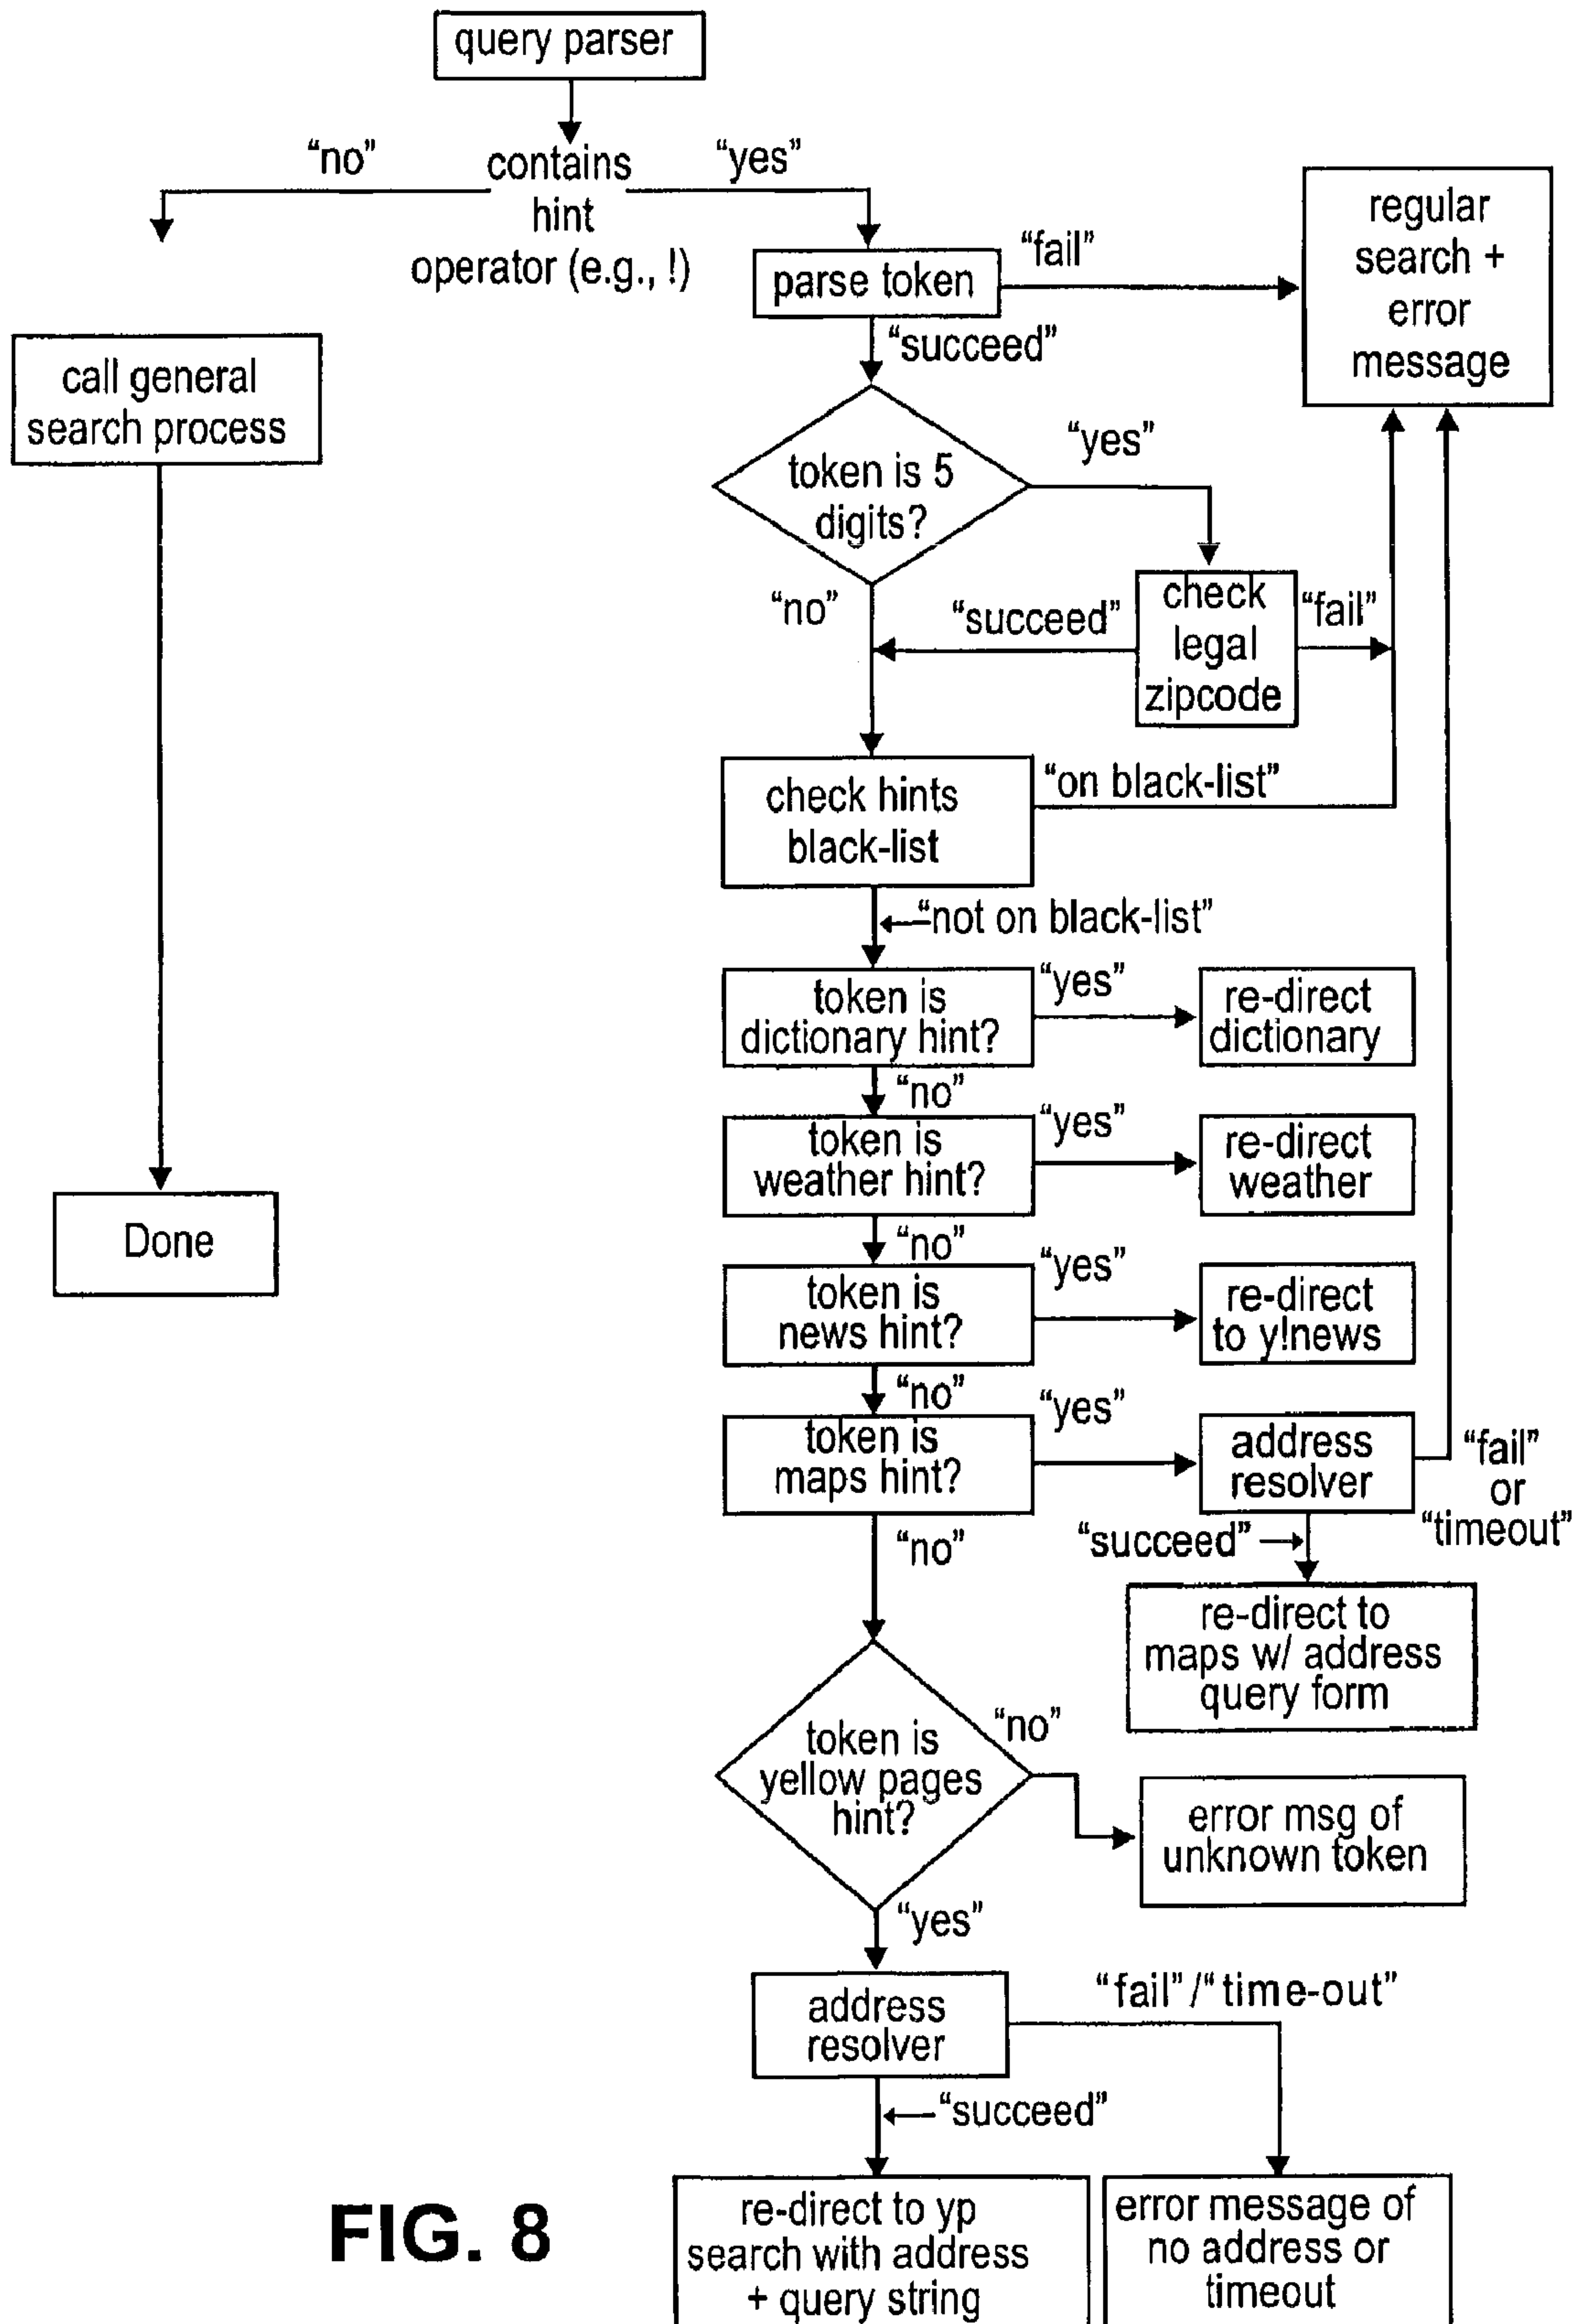 query parser
“no”
contains
hint
operator (e.g., !)
“yes”
call general
search process
Done
parse token
“fail”
regular
search +
error
message
“succeed”
token is 5
digits?
“yes”
“no”
“succeed”
check
legal
zipcode
“fail”
check hints
black-list
“on black-list”
“not on black-list”
token is
dictionary hint?
“yes”
re-direct
dictionary
“no”
token is
weather hint?
“yes”
re-direct
weather
“no”
token is
news hint?
“yes”
re-direct
to y!news
“no”
token is
maps hint?
“yes”
address
resolver
“fail”
or
“timeout”
“no”
“succeed”
re-direct to
maps w/ address
query form
token is
yellow pages
hint?
“no”
error msg of
unknown token
“yes”
address
resolver
“fail”/“time-out”
“succeed”
re-direct to yp
search with address
+ query string
error message of
no address or
timeout
FIG. 8